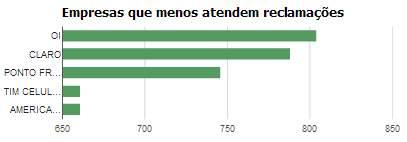 Empresas que menos atendem reclamações
OI
CLARO
PONTO FR...
TIM CELUL...
AMERICA...
650 700 750 800 850